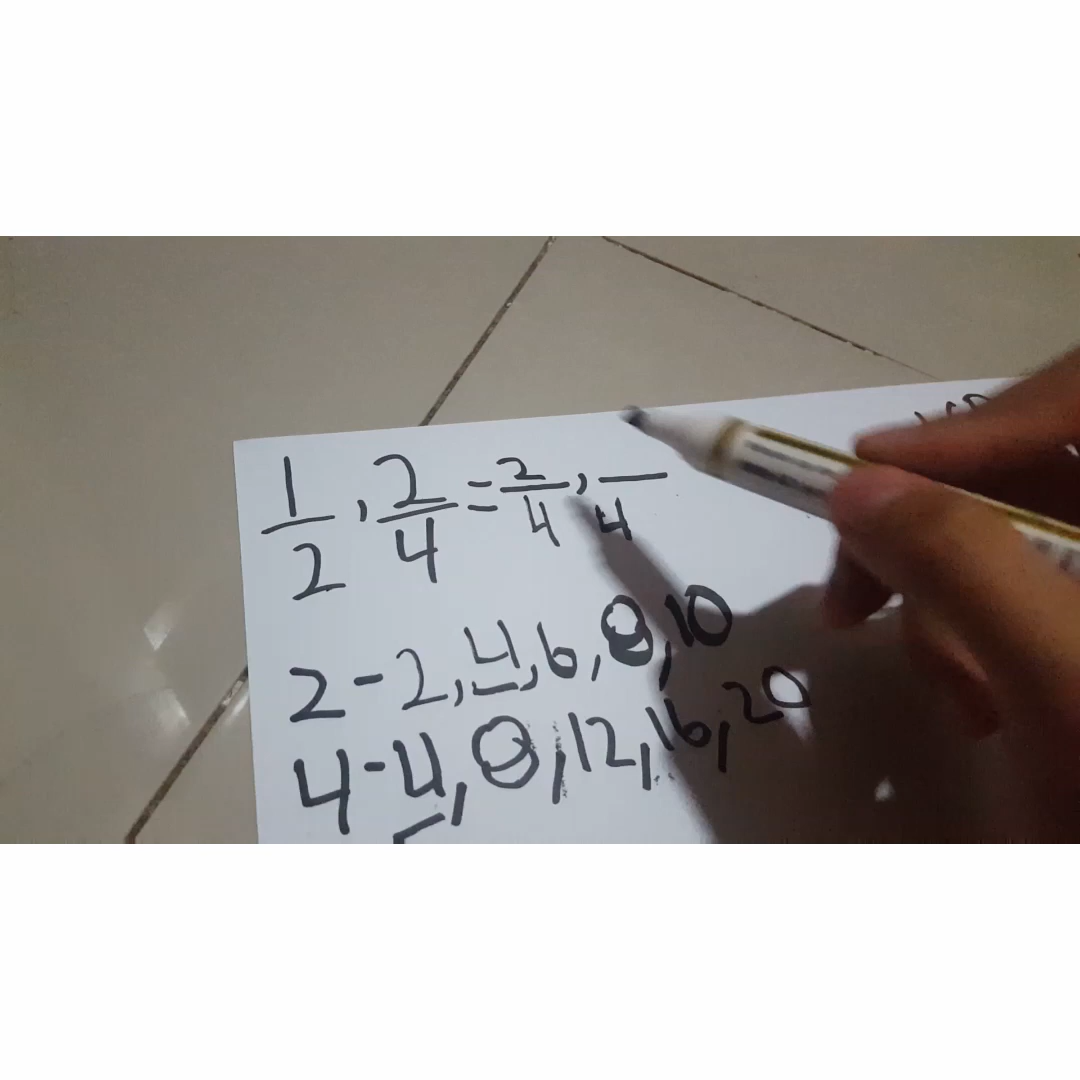 1/2, 2/4 = 2/4, /4
2 - 2, 4, 6, 8, 10
4 - 4, 8, 12, 16, 20